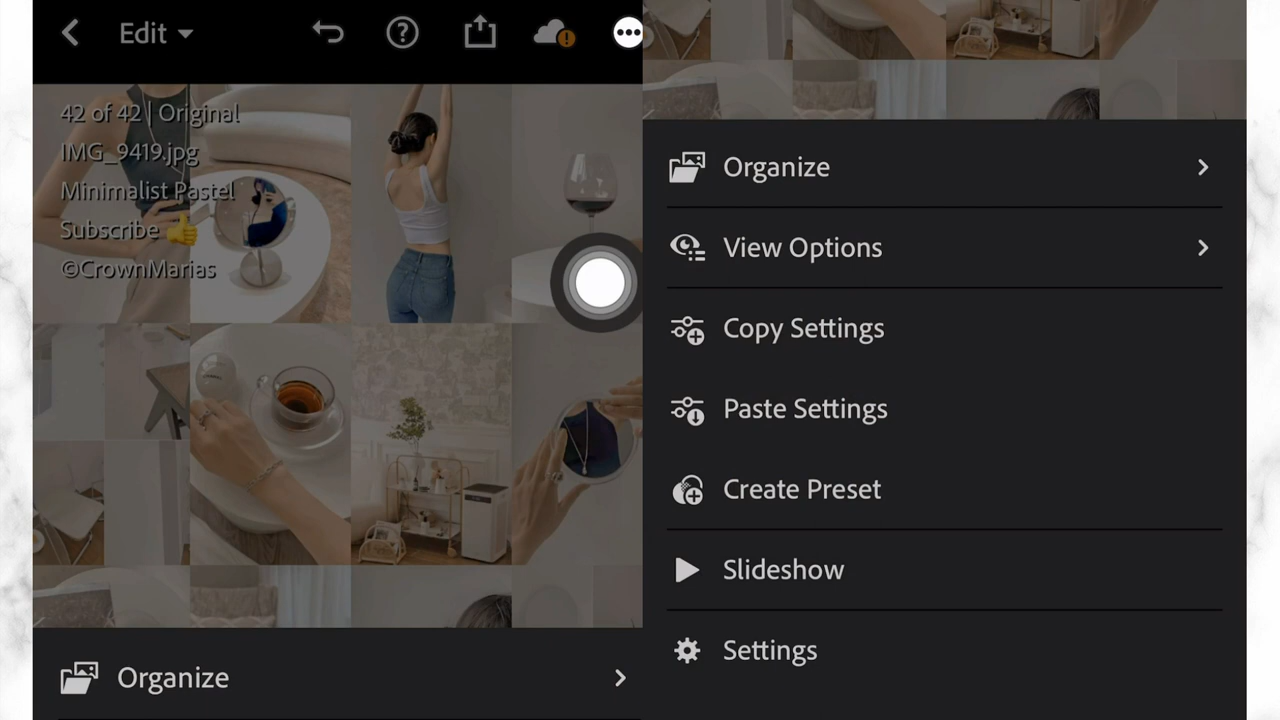 Edit
42 of 42 | Original
IMG_9419.jpg
Minimalist Pastel
Subscribe 👍
©CrownMarias
Organize
Organize
View Options
Copy Settings
Paste Settings
Create Preset
Slideshow
Settings